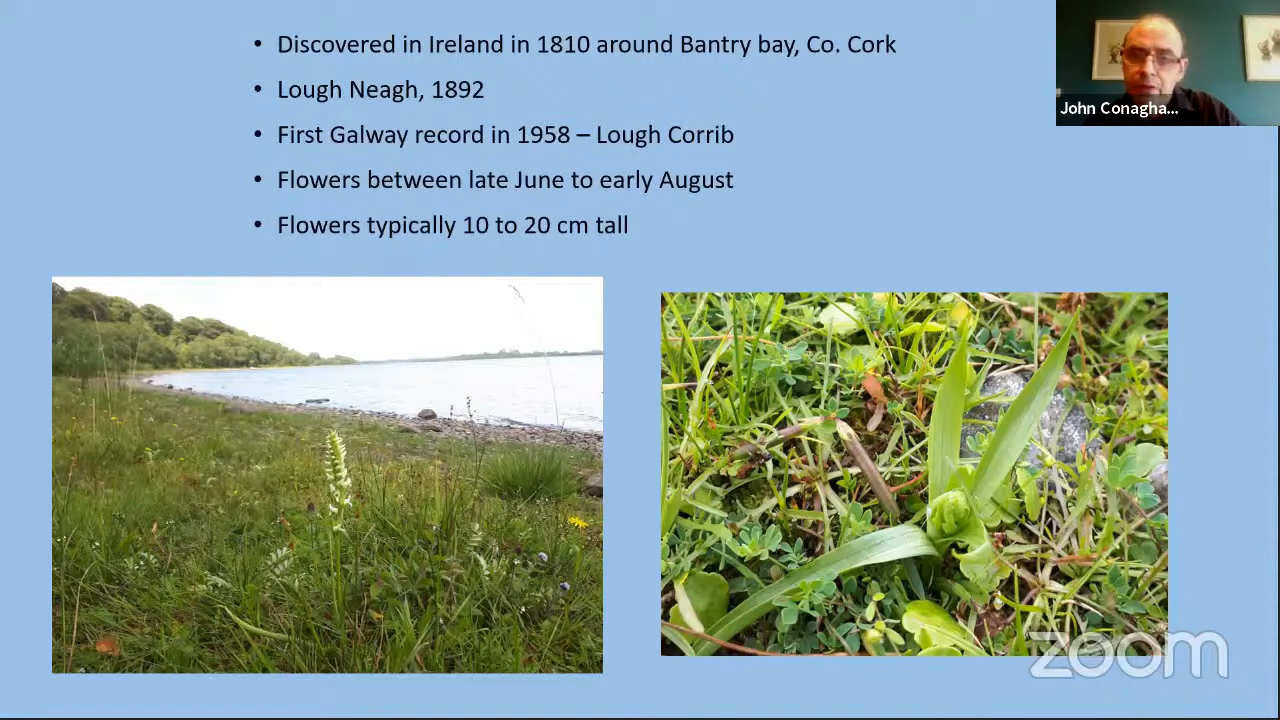 • Discovered in Ireland in 1810 around Bantry bay, Co. Cork
• Lough Neagh, 1892
• First Galway record in 1958 – Lough Corrib
• Flowers between late June to early August
• Flowers typically 10 to 20 cm tall
John Conagha...
zoom